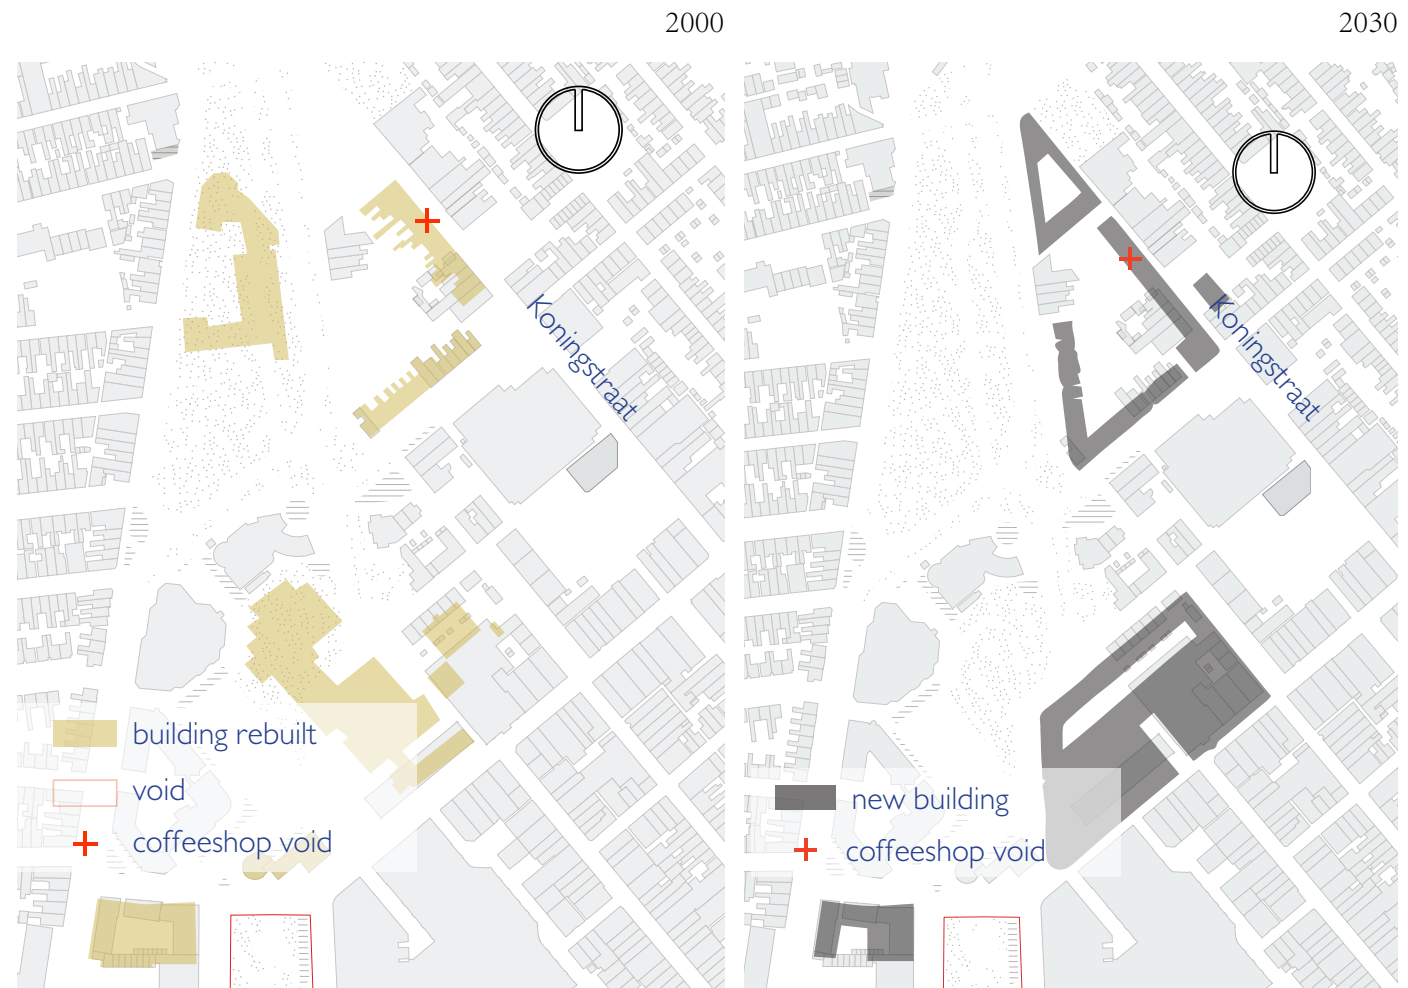 2000
2030
Koningstraat
Koningstraat
building rebuilt
void
coffeeshop void
new building
coffeeshop void